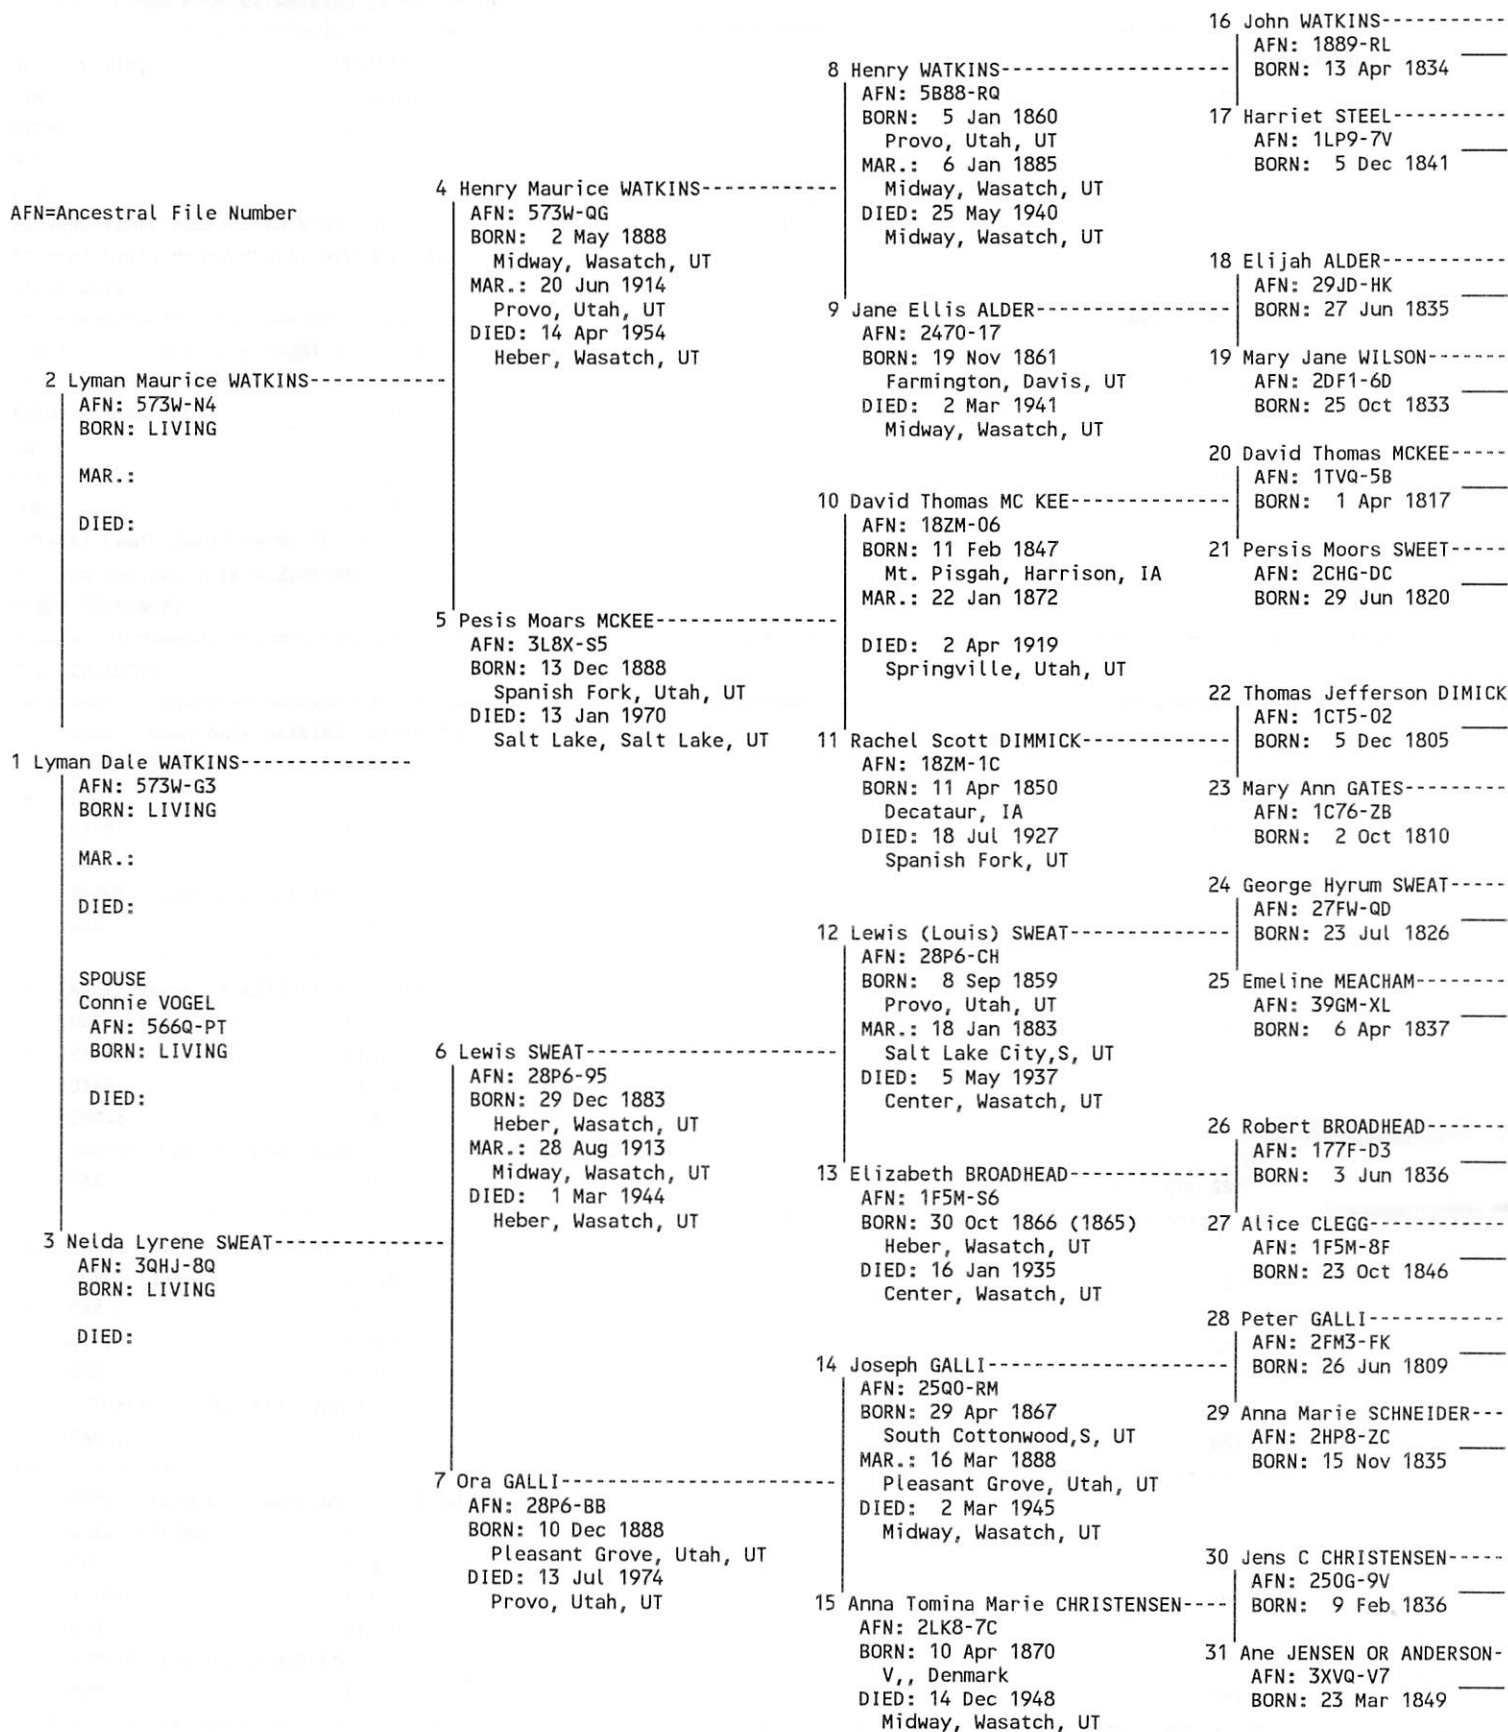 AFN=Ancestral File Number
1 Lyman Dale WATKINS---------------
AFN: 573W-G3
BORN: LIVING
MAR.:
DIED:
SPOUSE
Connie VOGEL
AFN: 566Q-PT
BORN: LIVING
DIED:
2 Lyman Maurice WATKINS------------
AFN: 573W-N4
BORN: LIVING
MAR.:
DIED:
3 Nelda Lyrene SWEAT---------------
AFN: 3QHJ-8Q
BORN: LIVING
DIED:
4 Henry Maurice WATKINS------------
AFN: 573W-QG
BORN: 2 May 1888
Midway, Wasatch, UT
MAR.: 20 Jun 1914
Provo, Utah, UT
DIED: 14 Apr 1954
Heber, Wasatch, UT
5 Pesis Moars MCKEE----------------
AFN: 3L8X-S5
BORN: 13 Dec 1888
Spanish Fork, Utah, UT
DIED: 13 Jan 1970
Salt Lake, Salt Lake, UT
6 Lewis SWEAT----------------------
AFN: 28P6-95
BORN: 29 Dec 1883
Heber, Wasatch, UT
MAR.: 28 Aug 1913
Midway, Wasatch, UT
DIED: 1 Mar 1944
Heber, Wasatch, UT
7 Ora GALLI------------------------
AFN: 28P6-BB
BORN: 10 Dec 1888
Pleasant Grove, Utah, UT
DIED: 13 Jul 1974
Provo, Utah, UT
8 Henry WATKINS--------------------
AFN: 5B88-RQ
BORN: 5 Jan 1860
Provo, Utah, UT
MAR.: 6 Jan 1885
Midway, Wasatch, UT
DIED: 25 May 1940
Midway, Wasatch, UT
9 Jane Ellis ALDER-----------------
AFN: 2470-17
BORN: 19 Nov 1861
Farmington, Davis, UT
DIED: 2 Mar 1941
Midway, Wasatch, UT
10 David Thomas MC KEE--------------
AFN: 18ZM-06
BORN: 11 Feb 1847
Mt. Pisgah, Harrison, IA
MAR.: 22 Jan 1872
DIED: 2 Apr 1919
Springville, Utah, UT
11 Rachel Scott DIMMICK-------------
AFN: 18ZM-1C
BORN: 11 Apr 1850
Decataur, IA
DIED: 18 Jul 1927
Spanish Fork, UT
12 Lewis (Louis) SWEAT--------------
AFN: 28P6-CH
BORN: 8 Sep 1859
Provo, Utah, UT
MAR.: 18 Jan 1883
Salt Lake City,S, UT
DIED: 5 May 1937
Center, Wasatch, UT
13 Elizabeth BROADHEAD--------------
AFN: 1F5M-S6
BORN: 30 Oct 1866 (1865)
Heber, Wasatch, UT
DIED: 16 Jan 1935
Center, Wasatch, UT
14 Joseph GALLI---------------------
AFN: 25Q0-RM
BORN: 29 Apr 1867
South Cottonwood,S, UT
MAR.: 16 Mar 1888
Pleasant Grove, Utah, UT
DIED: 2 Mar 1945
Midway, Wasatch, UT
15 Anna Tomina Marie CHRISTENSEN----
AFN: 2LK8-7C
BORN: 10 Apr 1870
V,, Denmark
DIED: 14 Dec 1948
Midway, Wasatch, UT
16 John WATKINS-----------
AFN: 1889-RL
BORN: 13 Apr 1834
17 Harriet STEEL----------
AFN: 1LP9-7V
BORN: 5 Dec 1841
18 Elijah ALDER-----------
AFN: 29JD-HK
BORN: 27 Jun 1835
19 Mary Jane WILSON-------
AFN: 2DF1-6D
BORN: 25 Oct 1833
20 David Thomas MCKEE-----
AFN: 1TVQ-5B
BORN: 1 Apr 1817
21 Persis Moors SWEET-----
AFN: 2CHG-DC
BORN: 29 Jun 1820
22 Thomas Jefferson DIMICK
AFN: 1CT5-02
BORN: 5 Dec 1805
23 Mary Ann GATES---------
AFN: 1C76-ZB
BORN: 2 Oct 1810
24 George Hyrum SWEAT-----
AFN: 27FW-QD
BORN: 23 Jul 1826
25 Emeline MEACHAM--------
AFN: 39GM-XL
BORN: 6 Apr 1837
26 Robert BROADHEAD-------
AFN: 177F-D3
BORN: 3 Jun 1836
27 Alice CLEGG------------
AFN: 1F5M-8F
BORN: 23 Oct 1846
28 Peter GALLI------------
AFN: 2FM3-FK
BORN: 26 Jun 1809
29 Anna Marie SCHNEIDER---
AFN: 2HP8-ZC
BORN: 15 Nov 1835
30 Jens C CHRISTENSEN-----
AFN: 250G-9V
BORN: 9 Feb 1836
31 Ane JENSEN OR ANDERSON-
AFN: 3XVQ-V7
BORN: 23 Mar 1849